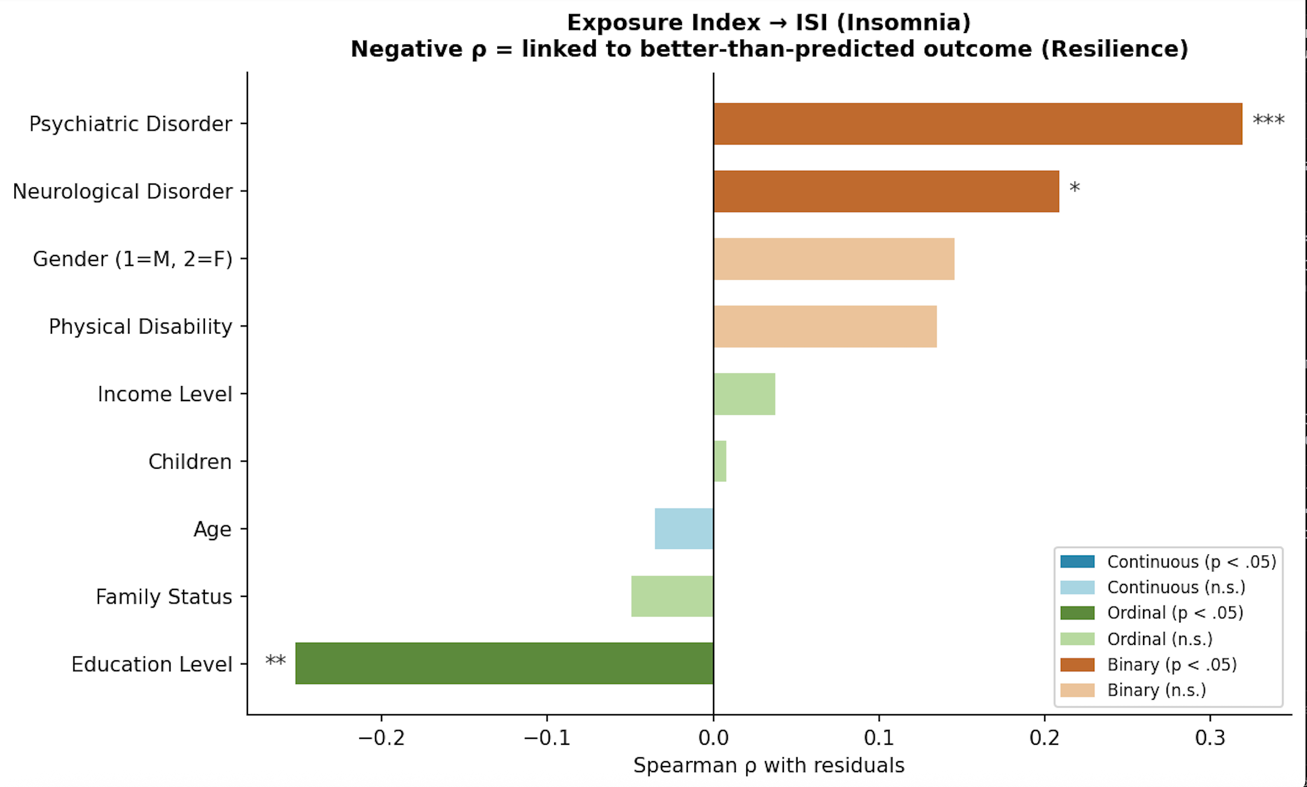 Exposure Index → ISI (Insomnia)
Negative ρ = linked to better-than-predicted outcome (Resilience)
Psychiatric Disorder
***
Neurological Disorder
*
Gender (1=M, 2=F)
Physical Disability
Income Level
Children
Age
Family Status
Education Level
**
Continuous (p < .05)
Continuous (n.s.)
Ordinal (p < .05)
Ordinal (n.s.)
Binary (p < .05)
Binary (n.s.)
−0.2 −0.1 0.0 0.1 0.2 0.3
Spearman ρ with residuals